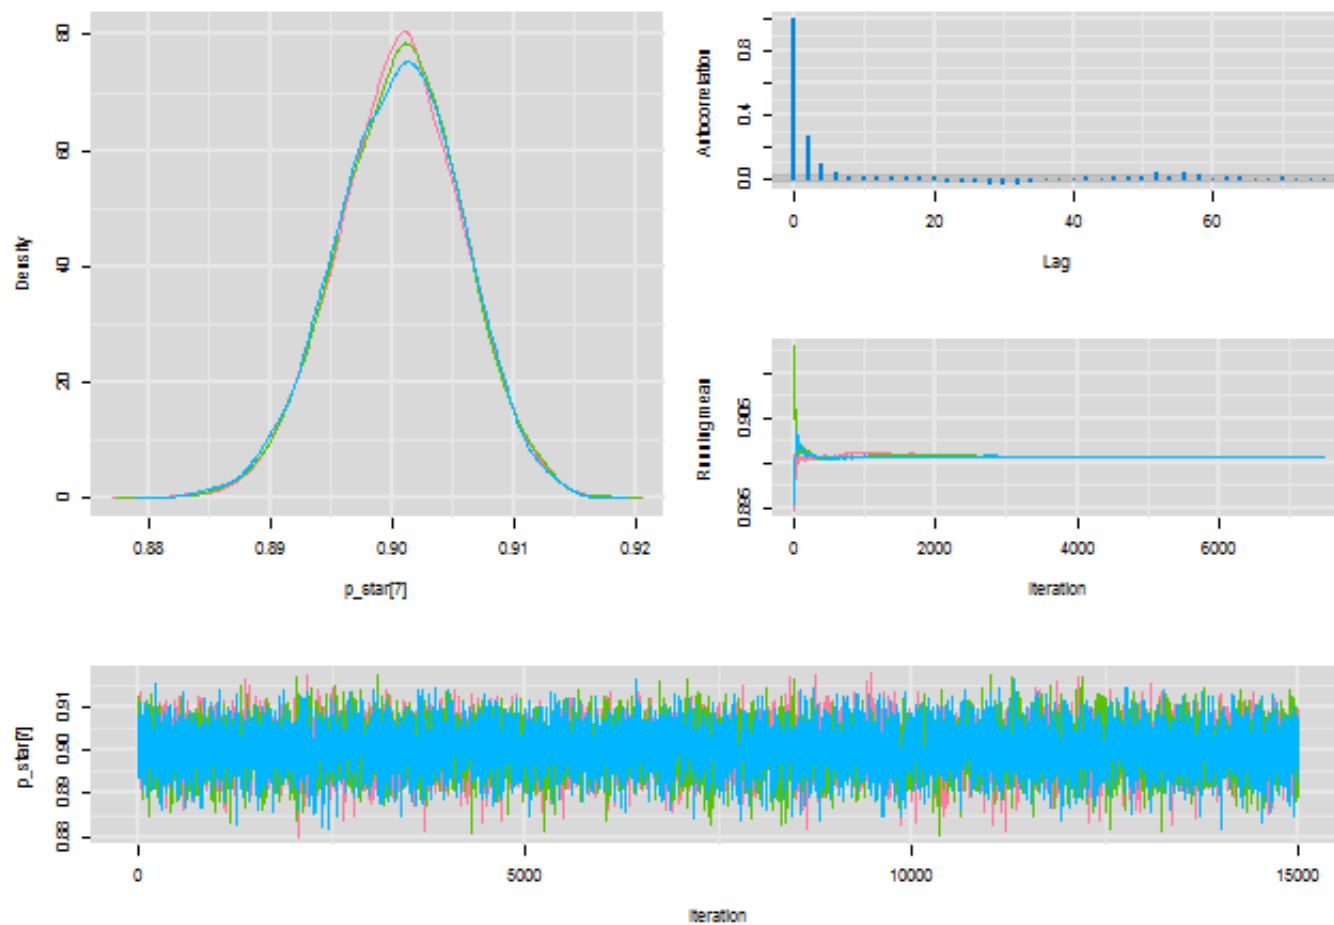 Density
80
60
40
20
0
0.88 0.89 0.90 0.91 0.92
p_star[7]
Autocorrelation
0.8
0.4
0.0
0 20 40 60
Lag
Running mean
0.905
0.895
0 2000 4000 6000
Iteration
p_star[7]
0.91
0.90
0.89
0.88
0 5000 10000 15000
Iteration